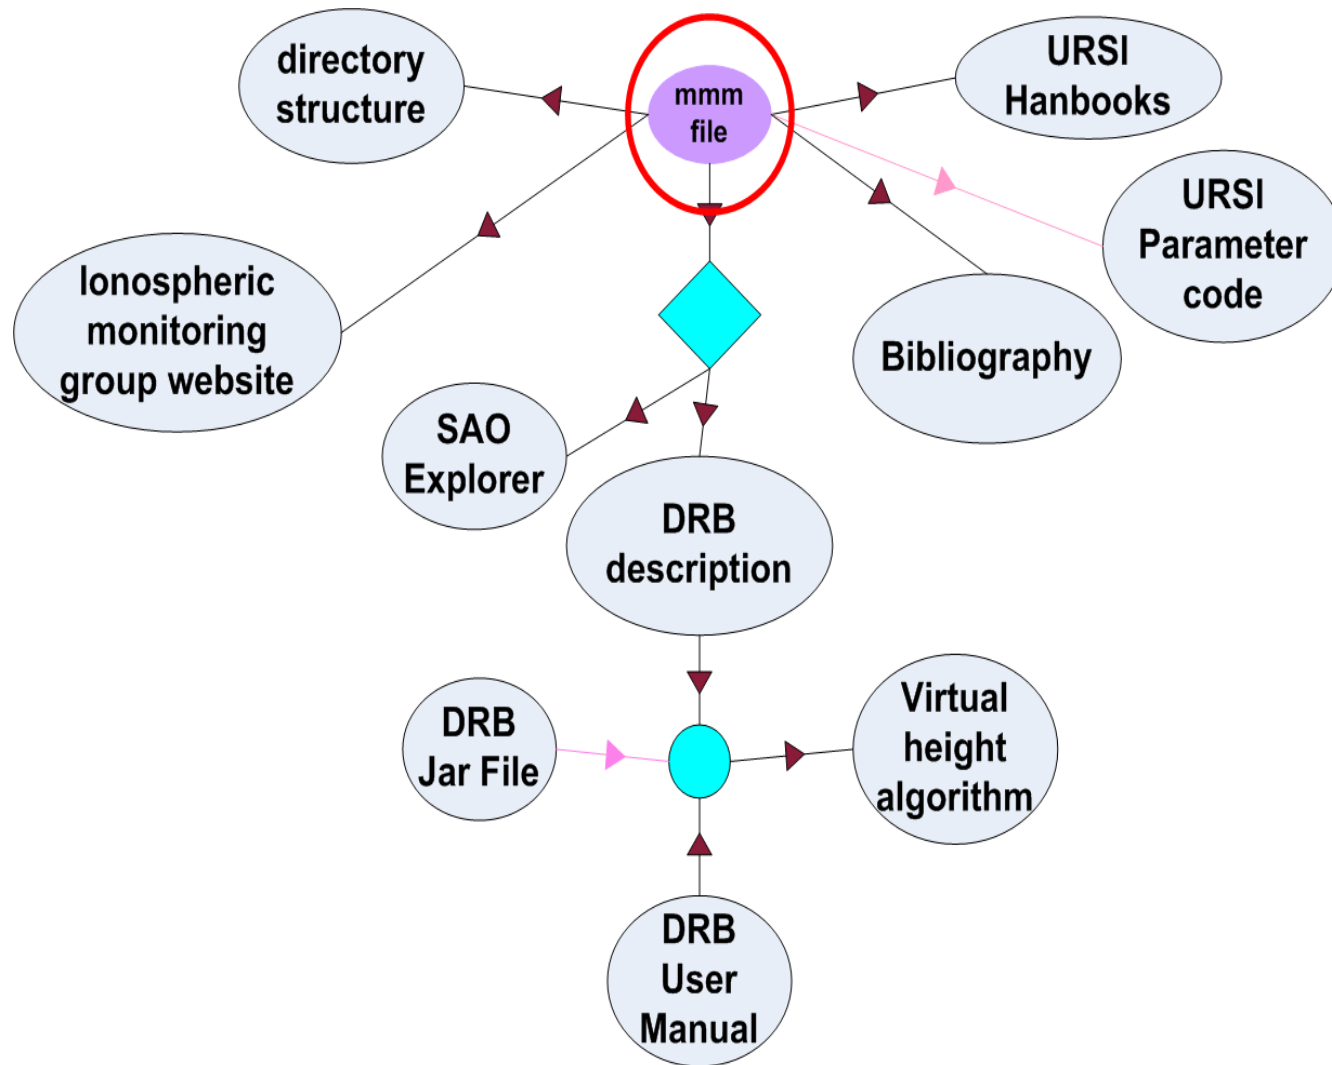 directory
structure
mmm
file
URSI
Hanbooks
URSI
Parameter
code
Ionospheric
monitoring
group website
Bibliography
SAO
Explorer
DRB
description
DRB
Jar File
Virtual
height
algorithm
DRB
User
Manual